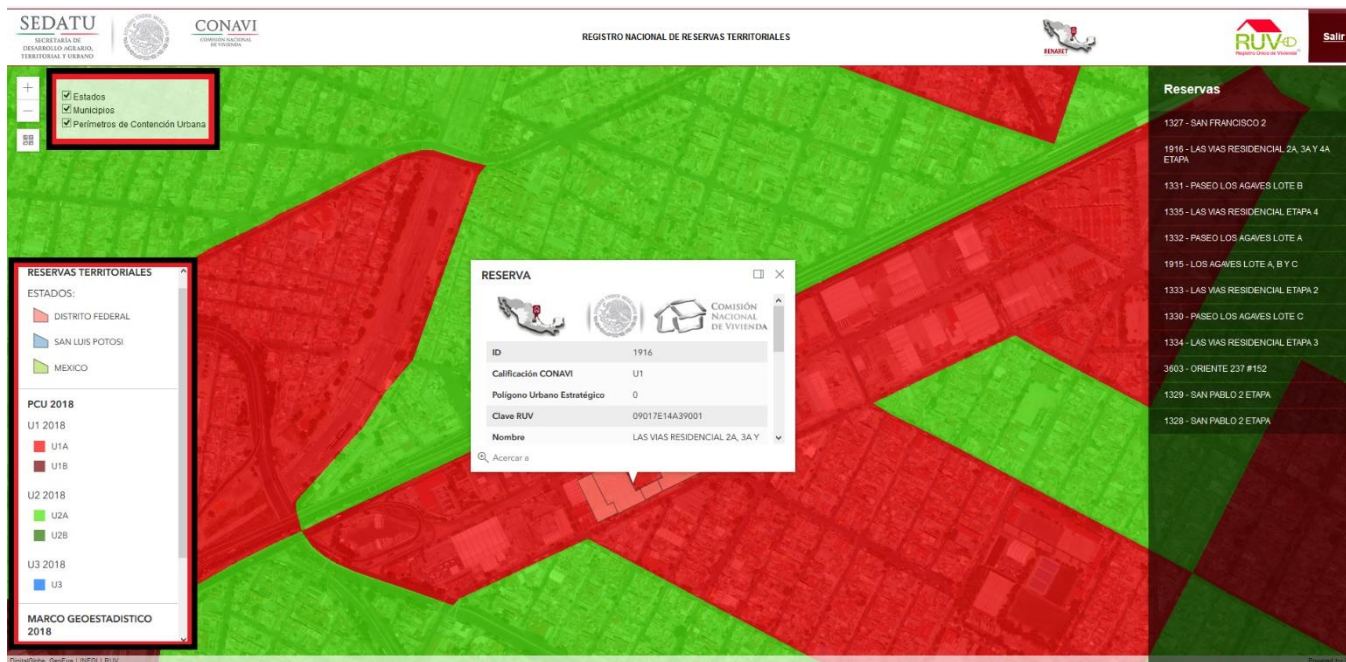 SEDATU
SECRETARÍA DE
DESARROLLO AGRARIO,
TERRITORIAL Y URBANO
CONAVI
COMISIÓN NACIONAL
DE VIVIENDA
REGISTRO NACIONAL DE RESERVAS TERRITORIALES
RENARET
RUV
Registro Único de Vivienda
Salir
Estados
Municipios
Perímetros de Contención Urbana
RESERVAS TERRITORIALES
ESTADOS:
DISTRITO FEDERAL
SAN LUIS POTOSI
MEXICO
PCU 2018
U1 2018
U1A
U1B
U2 2018
U2A
U2B
U3 2018
U3
MARCO GEOESTADISTICO
2018
RESERVA
COMISIÓN
NACIONAL
DE VIVIENDA
ID 1916
Calificación CONAVI U1
Polígono Urbano Estratégico 0
Clave RUV 09017E14A39001
Nombre LAS VIAS RESIDENCIAL 2A, 3A Y
Acercar a
Reservas
1327 - SAN FRANCISCO 2
1916 - LAS VIAS RESIDENCIAL 2A, 3A Y 4A
ETAPA
1331 - PASEO LOS AGAVES LOTE B
1335 - LAS VIAS RESIDENCIAL ETAPA 4
1332 - PASEO LOS AGAVES LOTE A
1915 - LOS AGAVES LOTE A, B Y C
1333 - LAS VIAS RESIDENCIAL ETAPA 2
1330 - PASEO LOS AGAVES LOTE C
1334 - LAS VIAS RESIDENCIAL ETAPA 3
3603 - ORIENTE 237 #152
1329 - SAN PABLO 2 ETAPA
1328 - SAN PABLO 2 ETAPA